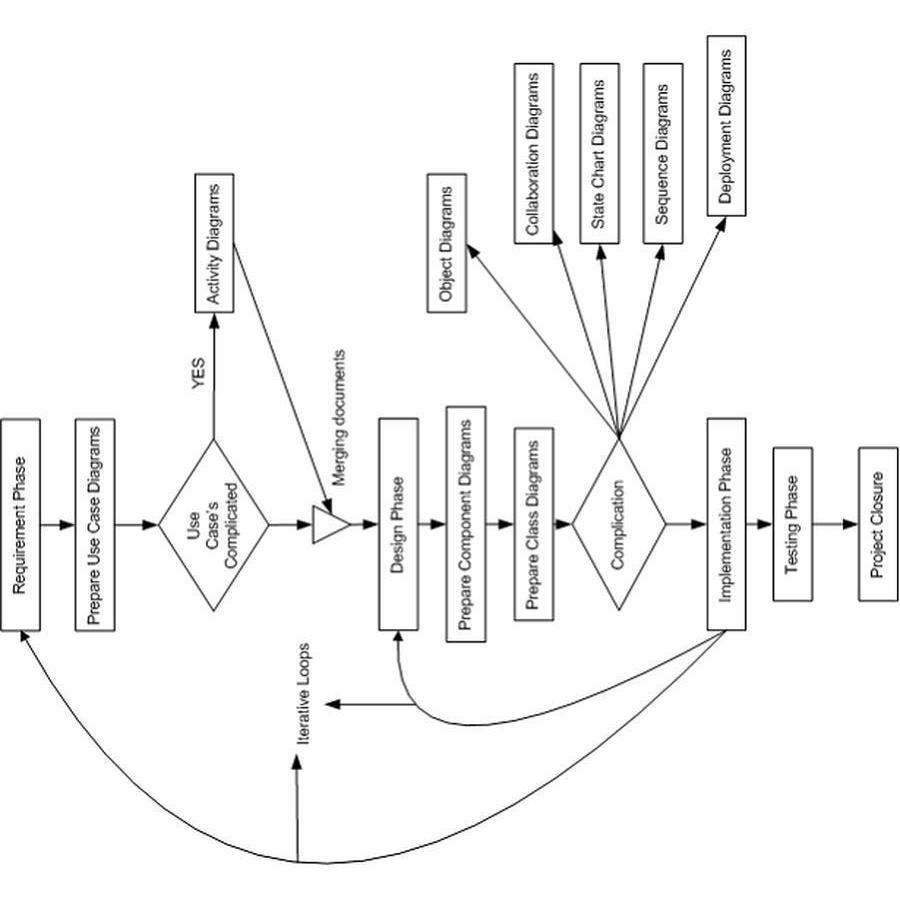 Requirement Phase
Prepare Use Case Diagrams
Use
Case's
Complicated
YES
Activity Diagrams
Merging documents
Iterative Loops
Design Phase
Prepare Component Diagrams
Prepare Class Diagrams
Complication
Object Diagrams
Collaboration Diagrams
State Chart Diagrams
Sequence Diagrams
Deployment Diagrams
Implementation Phase
Testing Phase
Project Closure